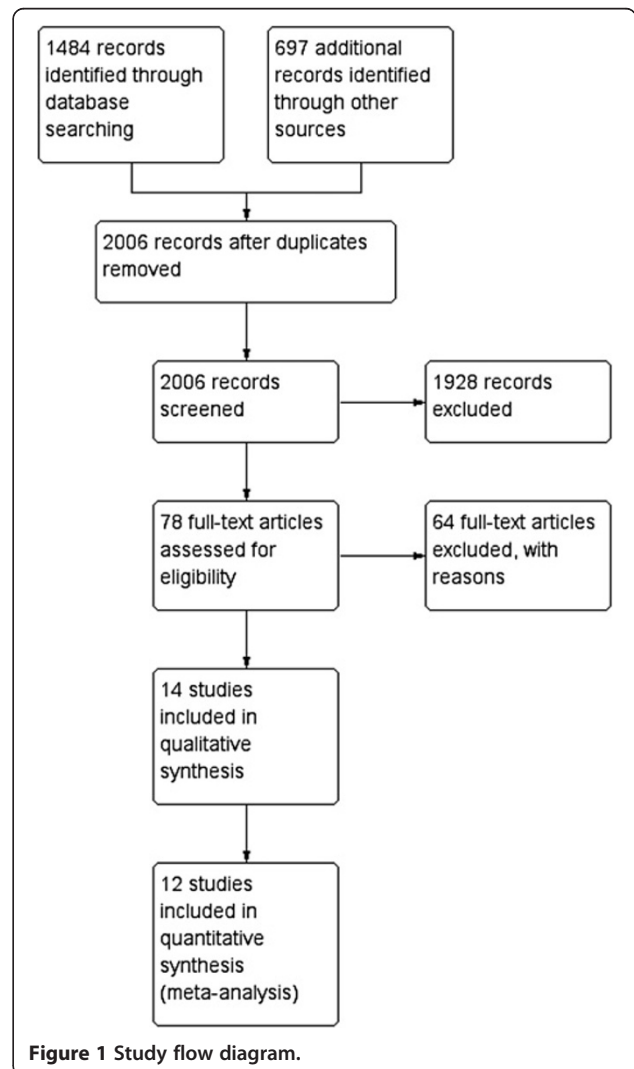 1484 records
identified through
database
searching
697 additional
records identified
through other
sources
2006 records after duplicates
removed
2006 records
screened
1928 records
excluded
78 full-text articles
assessed for
eligibility
64 full-text articles
excluded, with
reasons
14 studies
included in
qualitative
synthesis
12 studies
included in
quantitative
synthesis
(meta-analysis)
Figure 1 Study flow diagram.